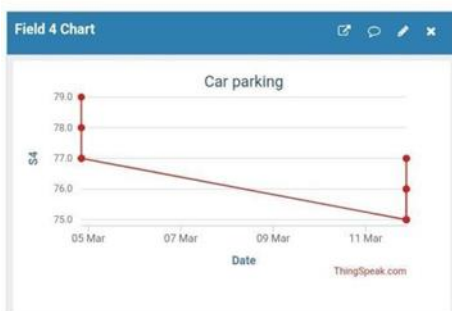 Field 4 Chart
Car parking
79.0
78.0
77.0
76.0
75.0
S4
05 Mar 07 Mar 09 Mar 11 Mar
Date
ThingSpeak.com